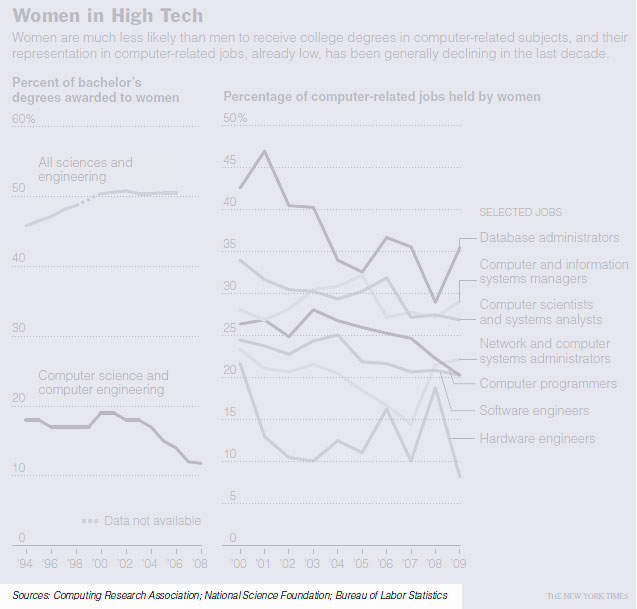 Women in High Tech
Women are much less likely than men to receive college degrees in computer-related subjects, and their
representation in computer-related jobs, already low, has been generally declining in the last decade.
Percent of bachelor's
degrees awarded to women
60%
All sciences and
engineering
50
40
30
Computer science and
computer engineering
20
10
Data not available
0
'94 '96 '98 '00 '02 '04 '06 '08
Percentage of computer-related jobs held by women
50%
45
40
35
30
25
20
15
10
5
0
'00 '01 '02 '03 '04 '05 '06 '07 '08 '09
SELECTED JOBS
Database administrators
Computer and information
systems managers
Computer scientists
and systems analysts
Network and computer
systems administrators
Computer programmers
Software engineers
Hardware engineers
Sources: Computing Research Association; National Science Foundation; Bureau of Labor Statistics
THE NEW YORK TIMES